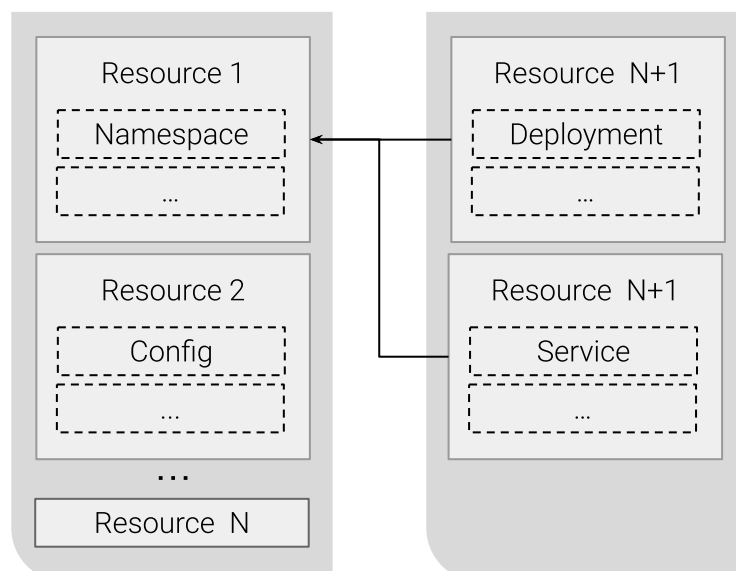 Resource 1
Namespace
...
Resource 2
Config
...
...
Resource N
Resource N+1
Deployment
...
Resource N+1
Service
...